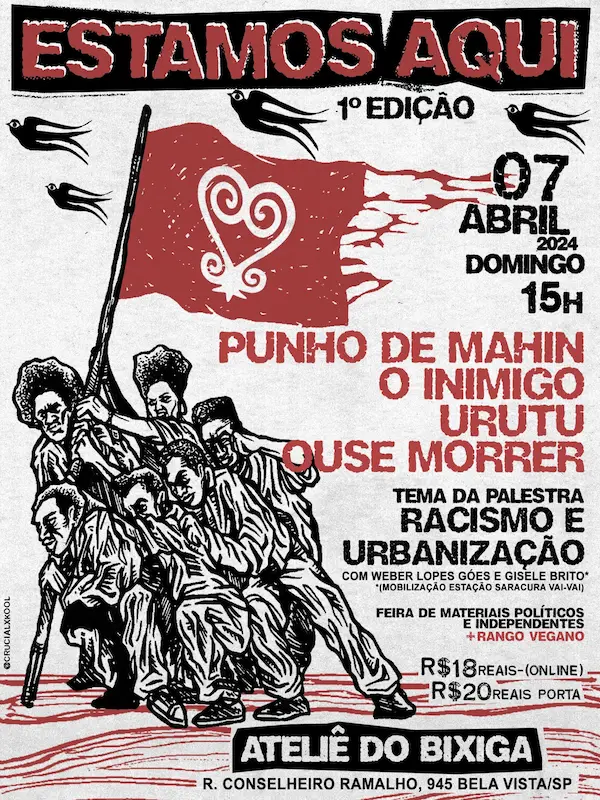 ESTAMOS AQUI
1º EDIÇÃO
07
ABRIL
2024
DOMINGO
15H
PUNHO DE MAHIN
O INIMIGO
URUTU
OUSE MORRER
TEMA DA PALESTRA
RACISMO E
URBANIZAÇÃO
COM WEBER LOPES GÓES E GISELE BRITO*
*(MOBILIZAÇÃO ESTAÇÃO SARACURA VAI-VAI)
FEIRA DE MATERIAIS POLÍTICOS
E INDEPENDENTES
+RANGO VEGANO
R$18REAIS-(ONLINE)
R$20REAIS PORTA
@CRUCIALXKOOL
ATELIÊ DO BIXIGA
R. CONSELHEIRO RAMALHO, 945 BELA VISTA/SP